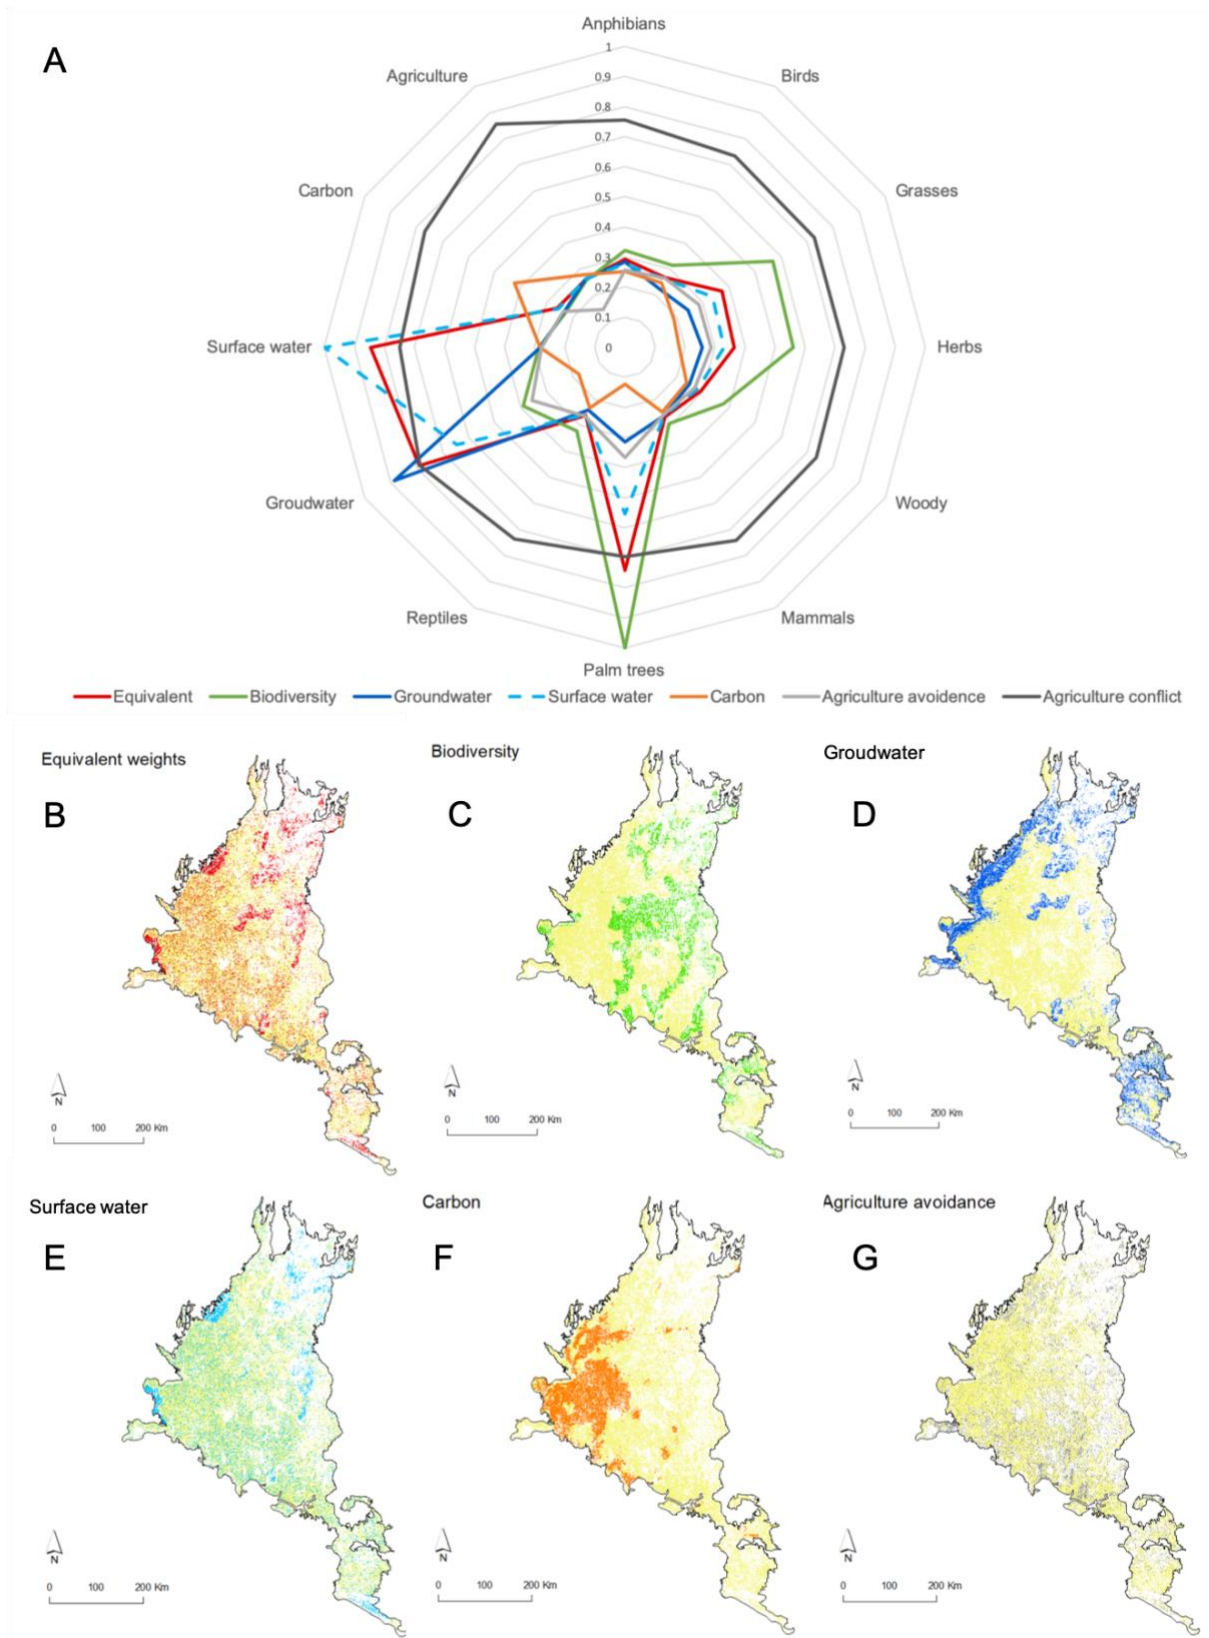 A
Anphibians
Agriculture
Birds
Carbon
Grasses
Surface water
Herbs
Groudwater
Woody
Reptiles
Mammals
Palm trees
1
0,9
0,8
0,7
0,6
0,5
0,4
0,3
0,2
0,1
0
Equivalent Biodiversity Groundwater Surface water Carbon Agriculture avoidence Agriculture conflict
Equivalent weights
B
N
0 100 200 Km
Biodiversity
C
N
0 100 200 Km
Groudwater
D
N
0 100 200 Km
Surface water
E
N
0 100 200 Km
Carbon
F
N
0 100 200 Km
Agriculture avoidance
G
N
0 100 200 Km